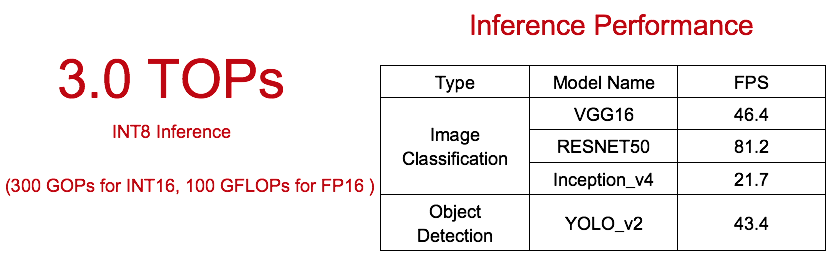 Inference Performance
3.0 TOPs
INT8 Inference
(300 GOPs for INT16, 100 GFLOPs for FP16 )
Type Model Name FPS
Image
Classification
VGG16 46.4
RESNET50 81.2
Inception_v4 21.7
Object
Detection
YOLO_v2 43.4